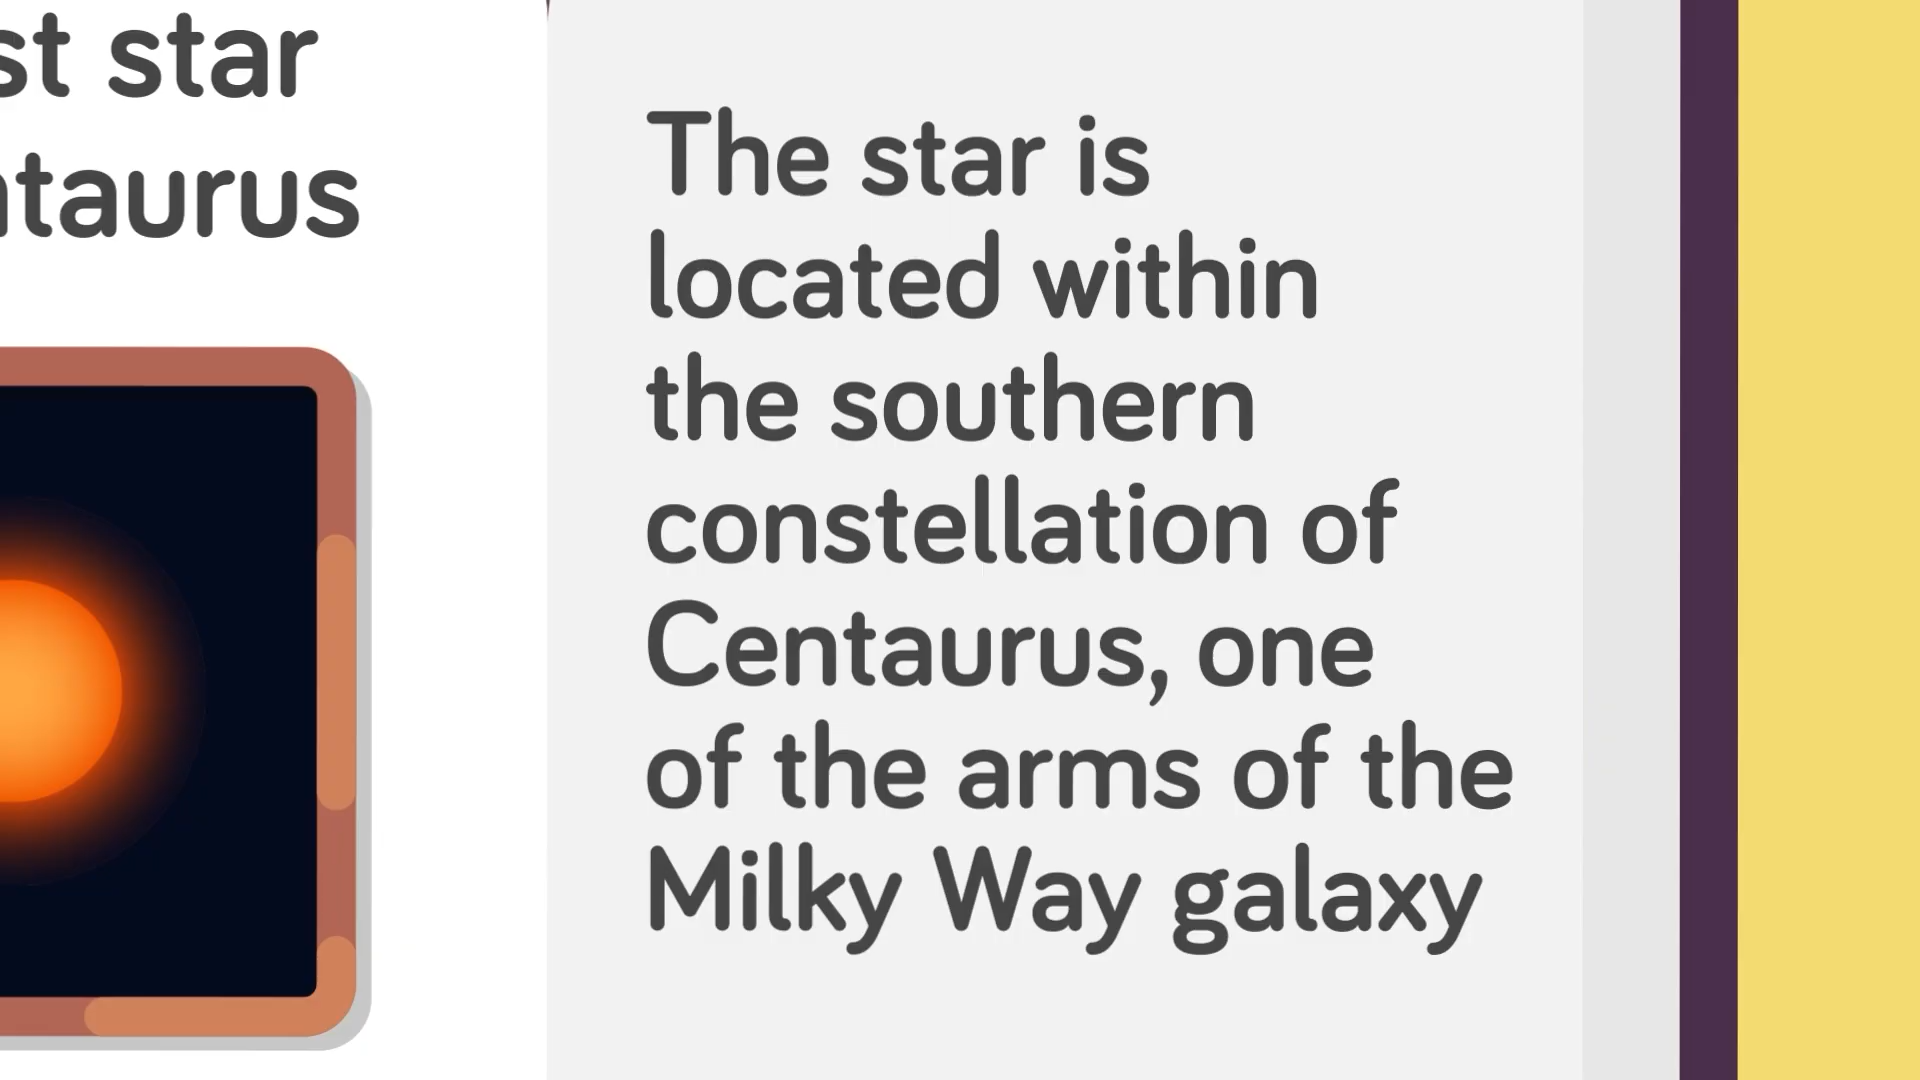 st star
taurus
The star is
located within
the southern
constellation of
Centaurus, one
of the arms of the
Milky Way galaxy